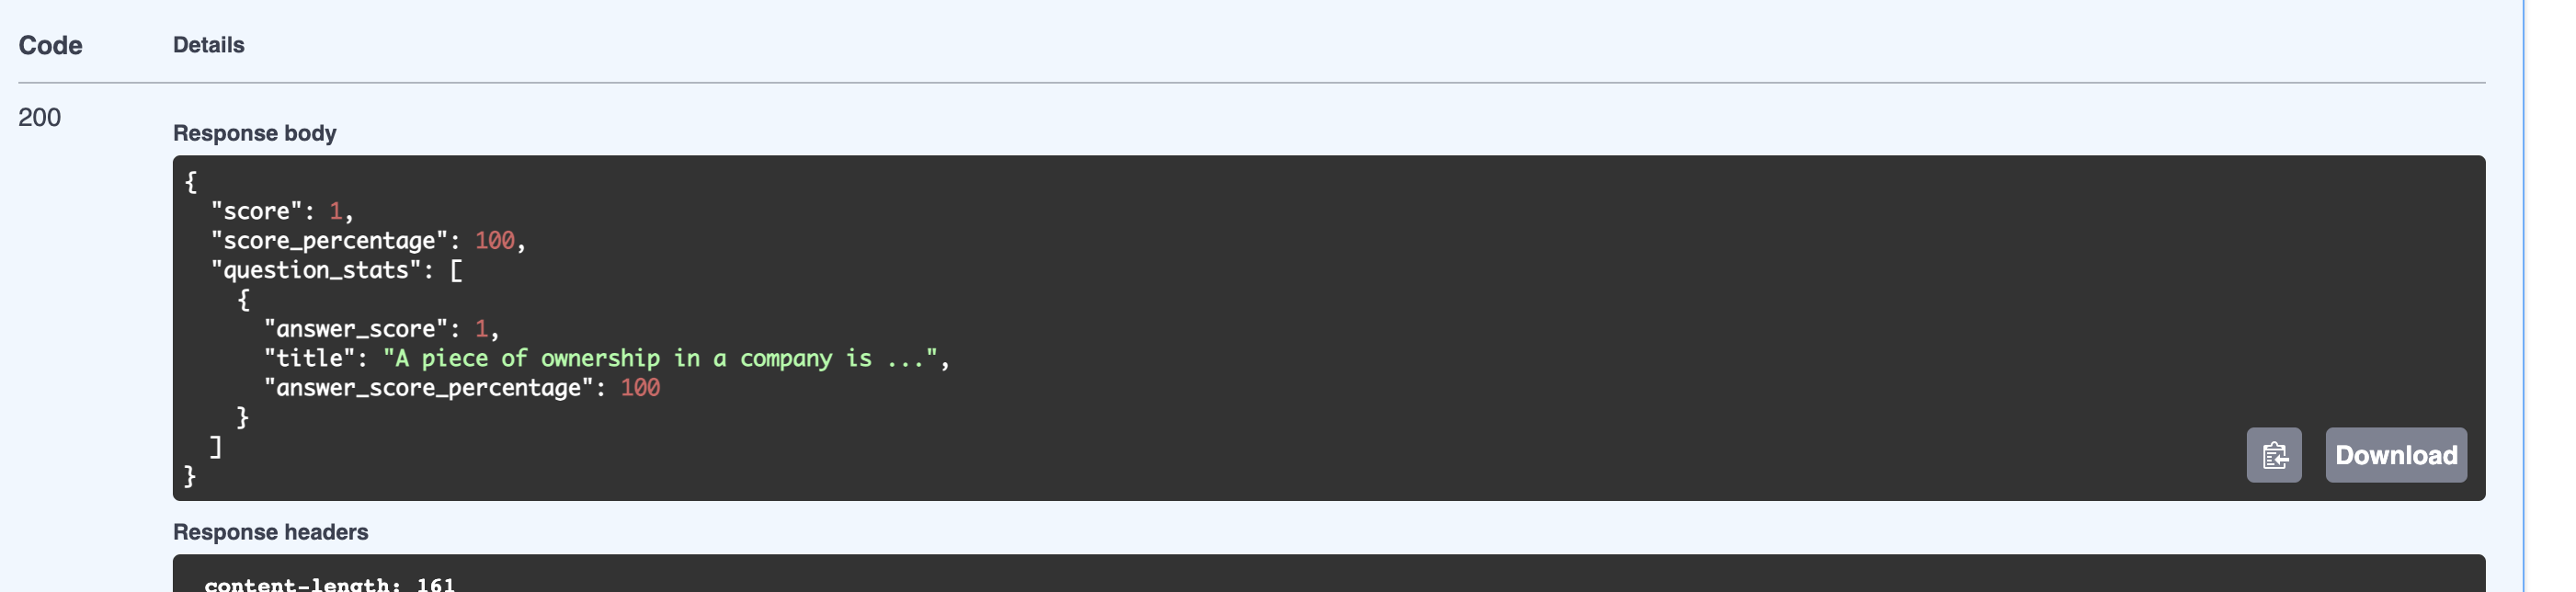 Code Details
200
Response body
{
  "score": 1,
  "score_percentage": 100,
  "question_stats": [
    {
      "answer_score": 1,
      "title": "A piece of ownership in a company is ...",
      "answer_score_percentage": 100
    }
  ]
}
Download
Response headers
content-length: 161